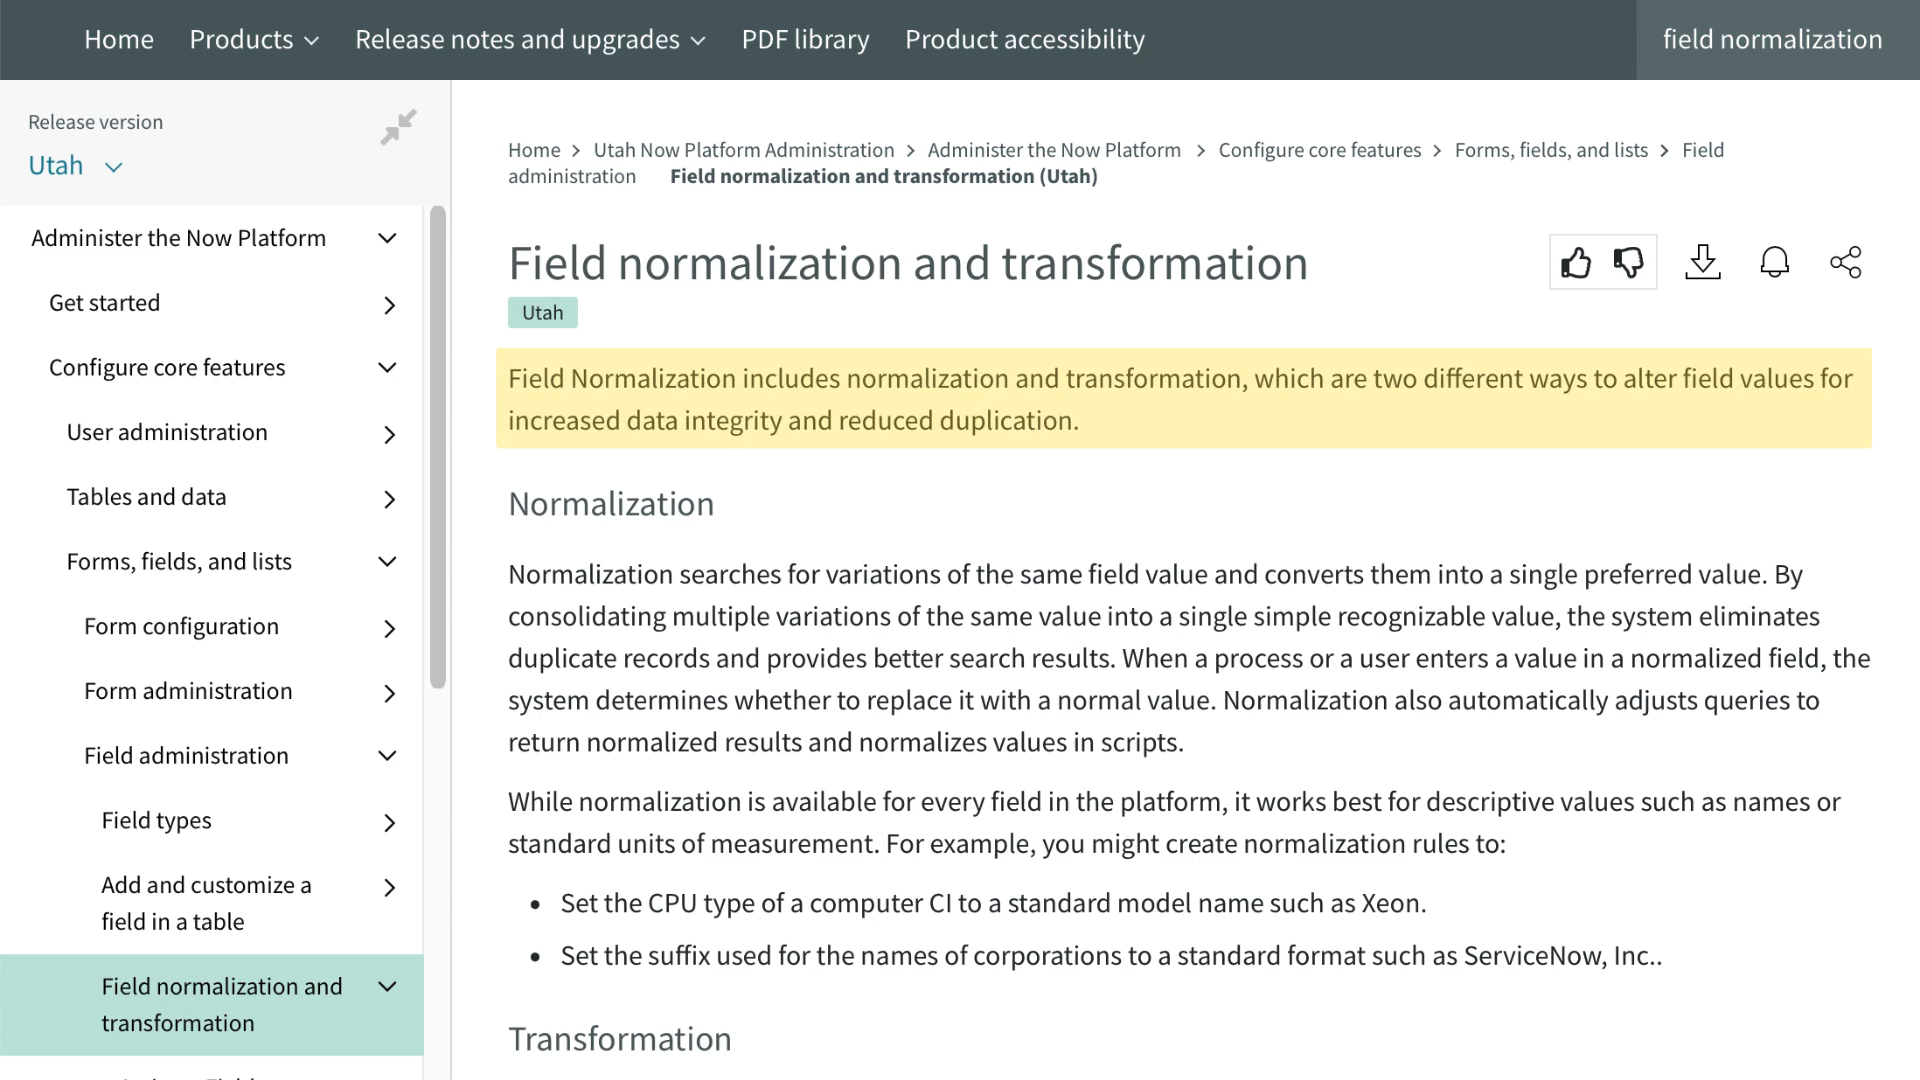 Home Products Release notes and upgrades PDF library Product accessibility field normalization
Release version
Utah
Administer the Now Platform
Get started
Configure core features
User administration
Tables and data
Forms, fields, and lists
Form configuration
Form administration
Field administration
Field types
Add and customize a
field in a table
Field normalization and
transformation
Home > Utah Now Platform Administration > Administer the Now Platform > Configure core features > Forms, fields, and lists > Field
administration Field normalization and transformation (Utah)
Field normalization and transformation
Utah
Field Normalization includes normalization and transformation, which are two different ways to alter field values for
increased data integrity and reduced duplication.
Normalization
Normalization searches for variations of the same field value and converts them into a single preferred value. By
consolidating multiple variations of the same value into a single simple recognizable value, the system eliminates
duplicate records and provides better search results. When a process or a user enters a value in a normalized field, the
system determines whether to replace it with a normal value. Normalization also automatically adjusts queries to
return normalized results and normalizes values in scripts.
While normalization is available for every field in the platform, it works best for descriptive values such as names or
standard units of measurement. For example, you might create normalization rules to:
• Set the CPU type of a computer CI to a standard model name such as Xeon.
• Set the suffix used for the names of corporations to a standard format such as ServiceNow, Inc..
Transformation